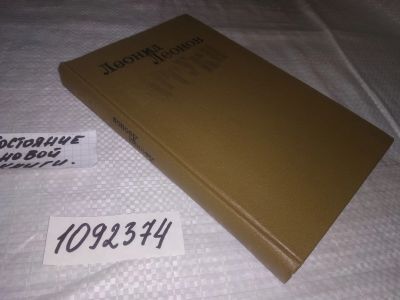 Леонид
Леонов
Состояние
новой
книги.
1092374